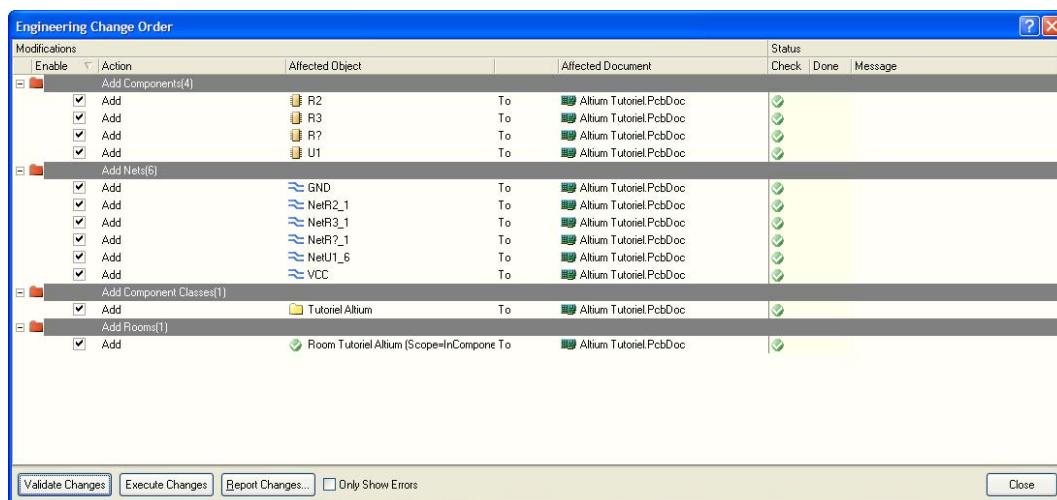 Engineering Change Order
Modifications Status
Enable Action Affected Object Affected Document Check Done Message
Add Components(4)
Add R2 To Altium Tutoriel.PcbDoc
Add R3 To Altium Tutoriel.PcbDoc
Add R? To Altium Tutoriel.PcbDoc
Add U1 To Altium Tutoriel.PcbDoc
Add Nets(6)
Add GND To Altium Tutoriel.PcbDoc
Add NetR2_1 To Altium Tutoriel.PcbDoc
Add NetR3_1 To Altium Tutoriel.PcbDoc
Add NetR?_1 To Altium Tutoriel.PcbDoc
Add NetU1_6 To Altium Tutoriel.PcbDoc
Add VCC To Altium Tutoriel.PcbDoc
Add Component Classes(1)
Add Tutoriel Altium To Altium Tutoriel.PcbDoc
Add Rooms(1)
Add Room Tutoriel Altium (Scope=InCompone To Altium Tutoriel.PcbDoc
Validate Changes Execute Changes Report Changes... Only Show Errors Close